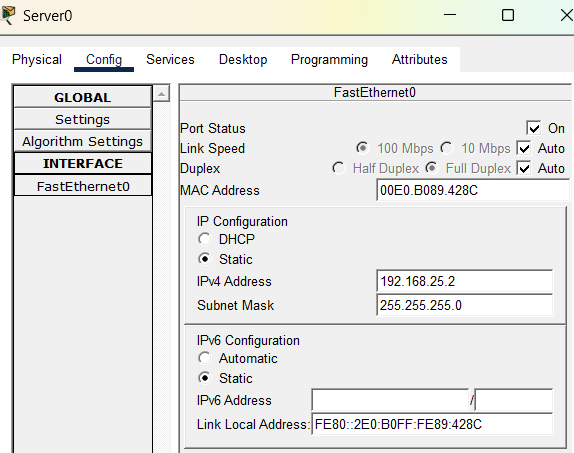 Server0
Physical Config Services Desktop Programming Attributes
GLOBAL
Settings
Algorithm Settings
INTERFACE
FastEthernet0
FastEthernet0
Port Status On
Link Speed 100 Mbps 10 Mbps Auto
Duplex Half Duplex Full Duplex Auto
MAC Address 00E0.B089.428C
IP Configuration
DHCP
Static
IPv4 Address 192.168.25.2
Subnet Mask 255.255.255.0
IPv6 Configuration
Automatic
Static
IPv6 Address /
Link Local Address: FE80::2E0:B0FF:FE89:428C